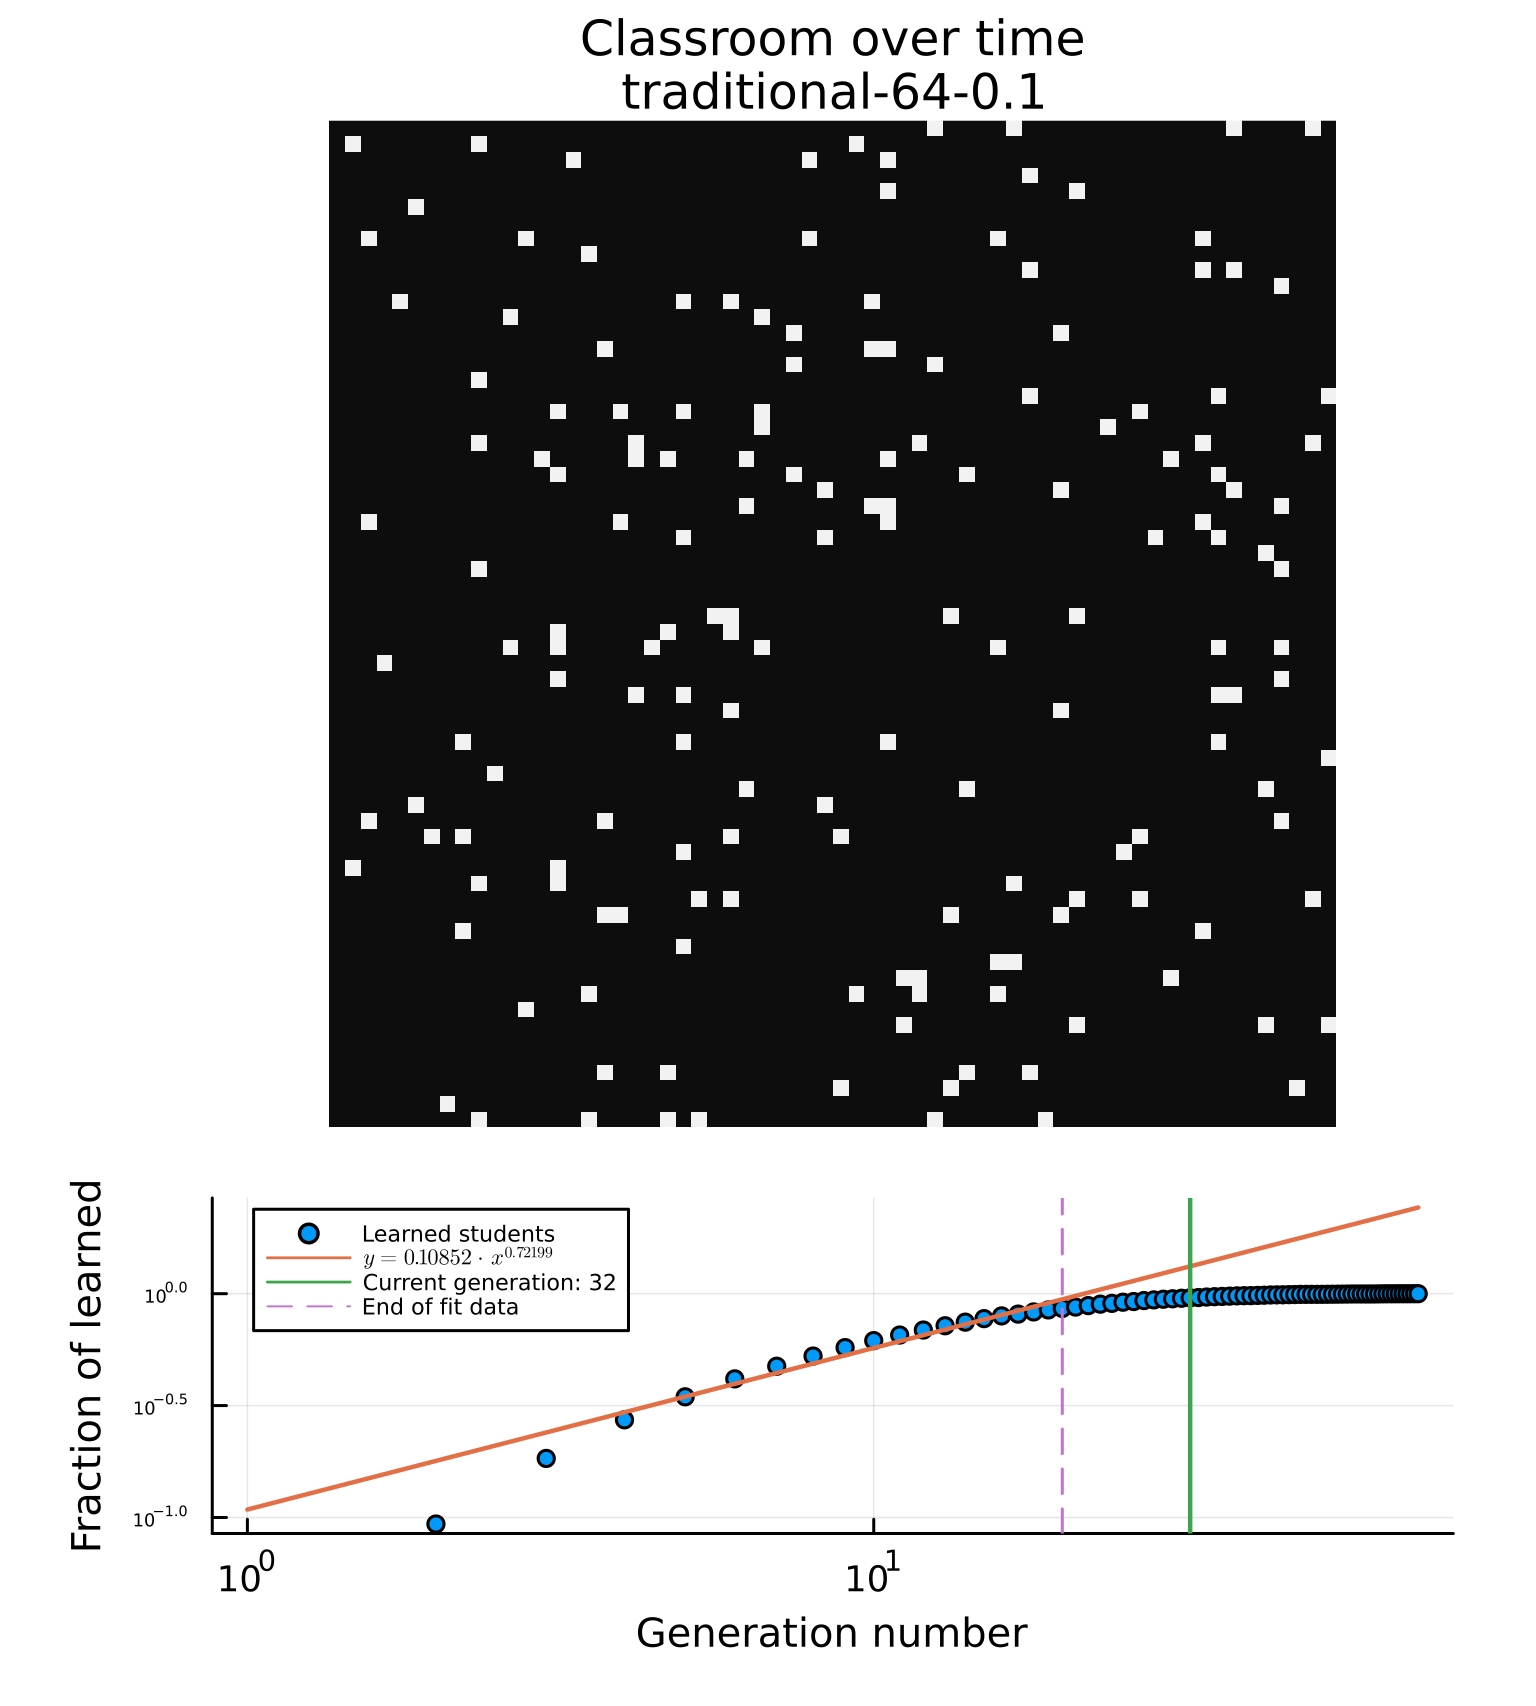 Classroom over time
traditional-64-0.1
Fraction of learned
Learned students
y = 0.10852 · x^0.72199
Current generation: 32
End of fit data
10^0.0
10^−0.5
10^−1.0
10^0
10^1
Generation number